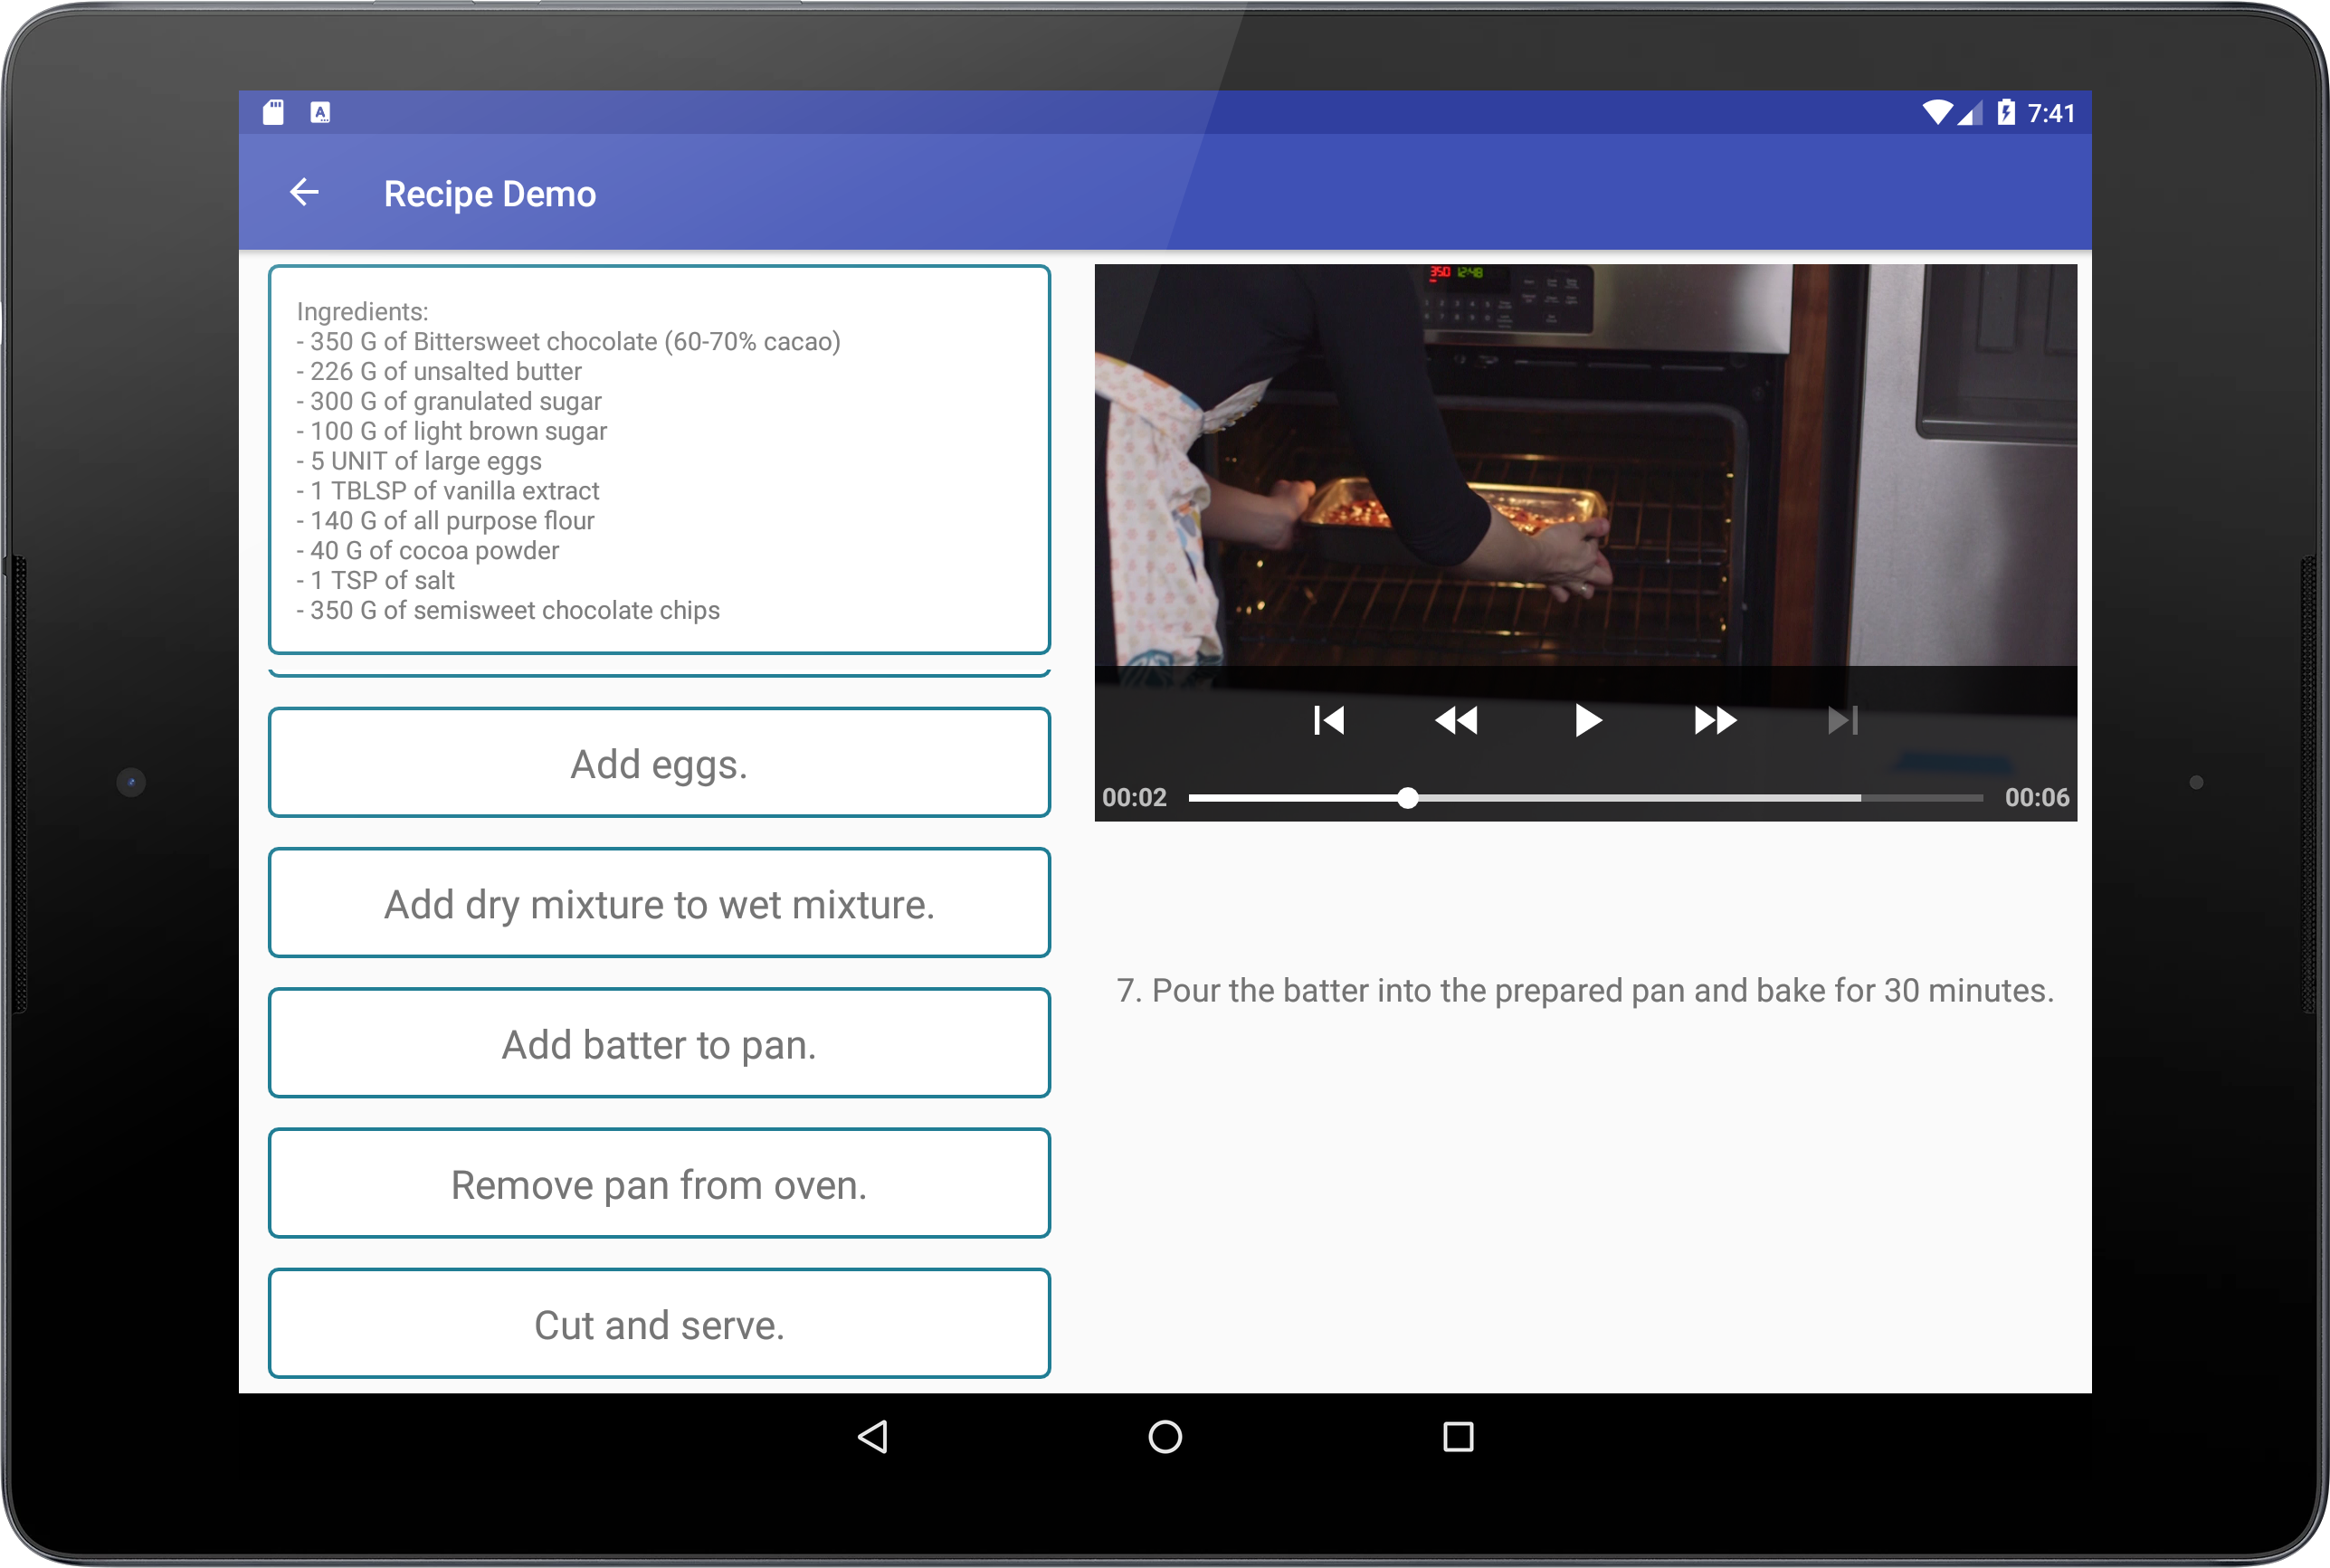 7:41
Recipe Demo
Ingredients:
- 350 G of Bittersweet chocolate (60-70% cacao)
- 226 G of unsalted butter
- 300 G of granulated sugar
- 100 G of light brown sugar
- 5 UNIT of large eggs
- 1 TBLSP of vanilla extract
- 140 G of all purpose flour
- 40 G of cocoa powder
- 1 TSP of salt
- 350 G of semisweet chocolate chips
Add eggs.
Add dry mixture to wet mixture.
Add batter to pan.
Remove pan from oven.
Cut and serve.
350 12:48
00:02
00:06
7. Pour the batter into the prepared pan and bake for 30 minutes.